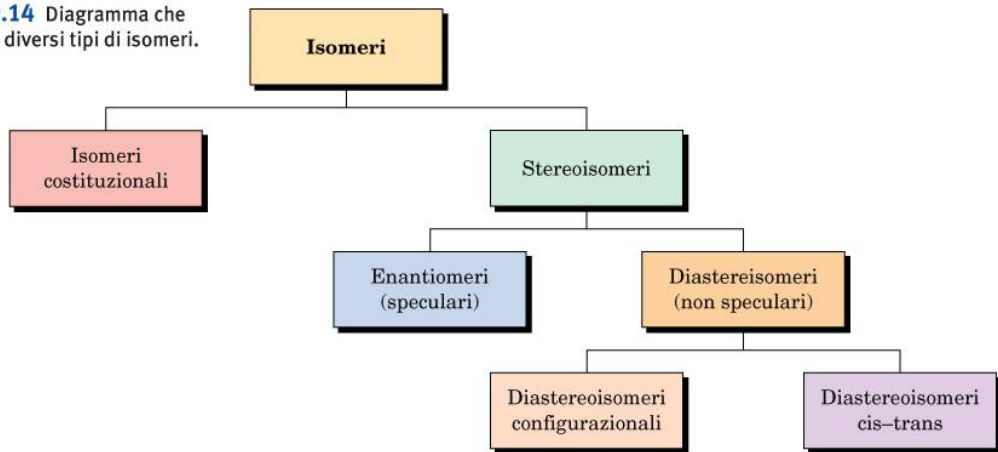 .14 Diagramma che
diversi tipi di isomeri.
Isomeri
Isomeri
costituzionali
Stereoisomeri
Enantiomeri
(speculari)
Diastereisomeri
(non speculari)
Diastereoisomeri
configurazionali
Diastereoisomeri
cis–trans